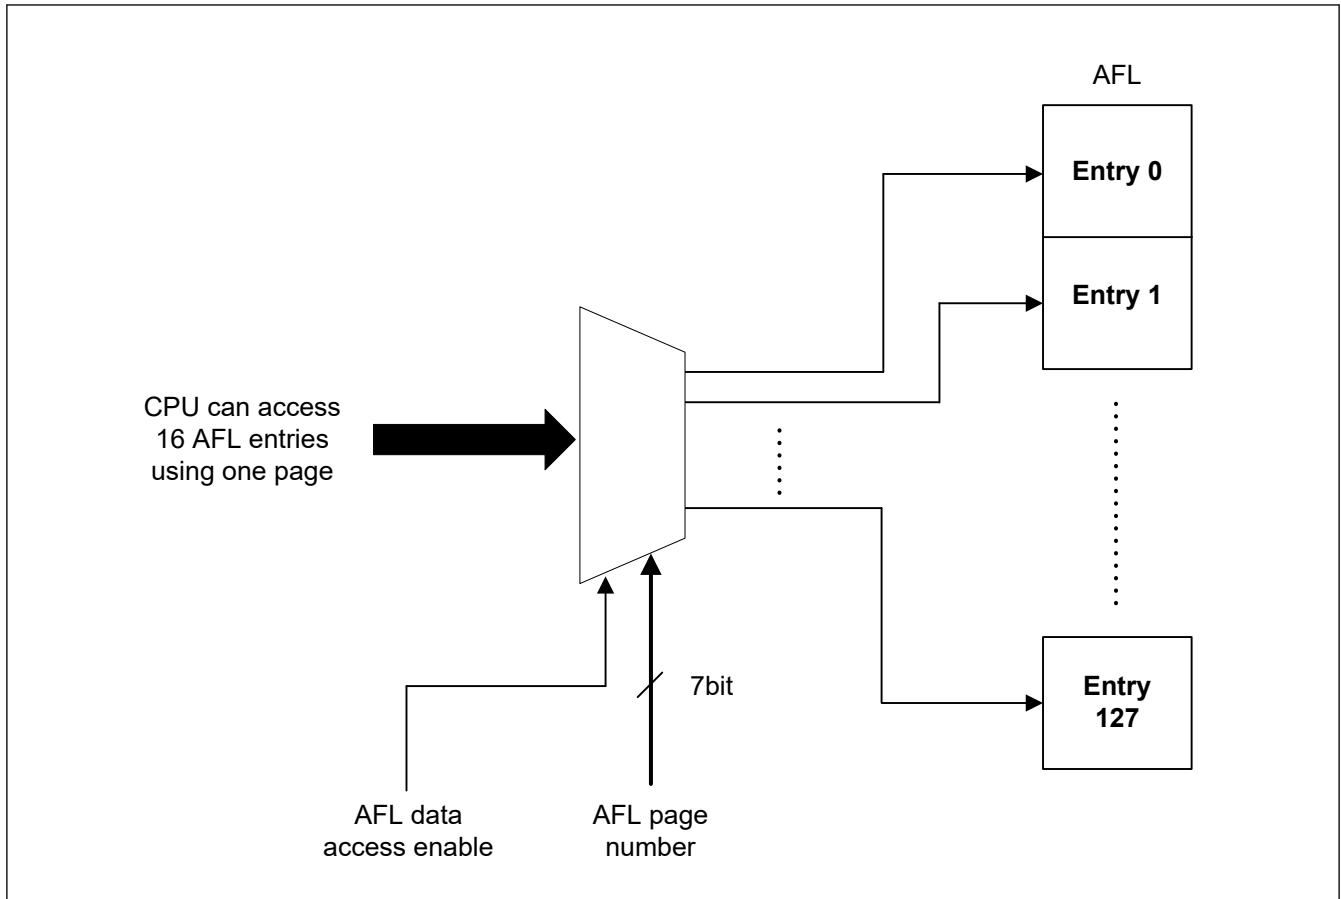 AFL
Entry 0
Entry 1
CPU can access
16 AFL entries
using one page
Entry
127
7bit
AFL data
access enable
AFL page
number